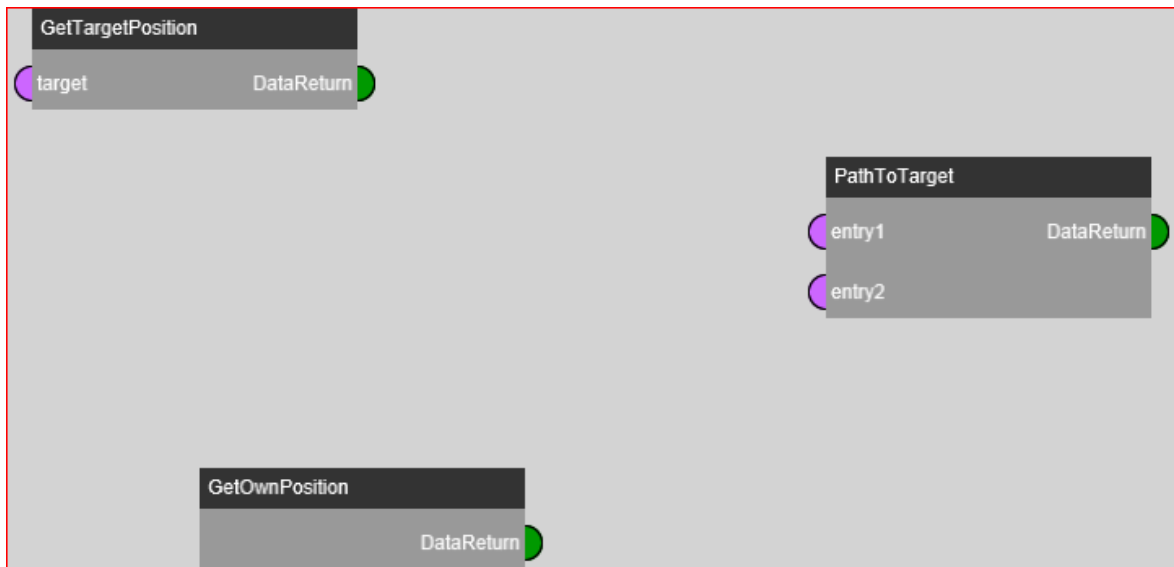 GetTargetPosition
target DataReturn
PathToTarget
entry1 DataReturn
entry2
GetOwnPosition
DataReturn